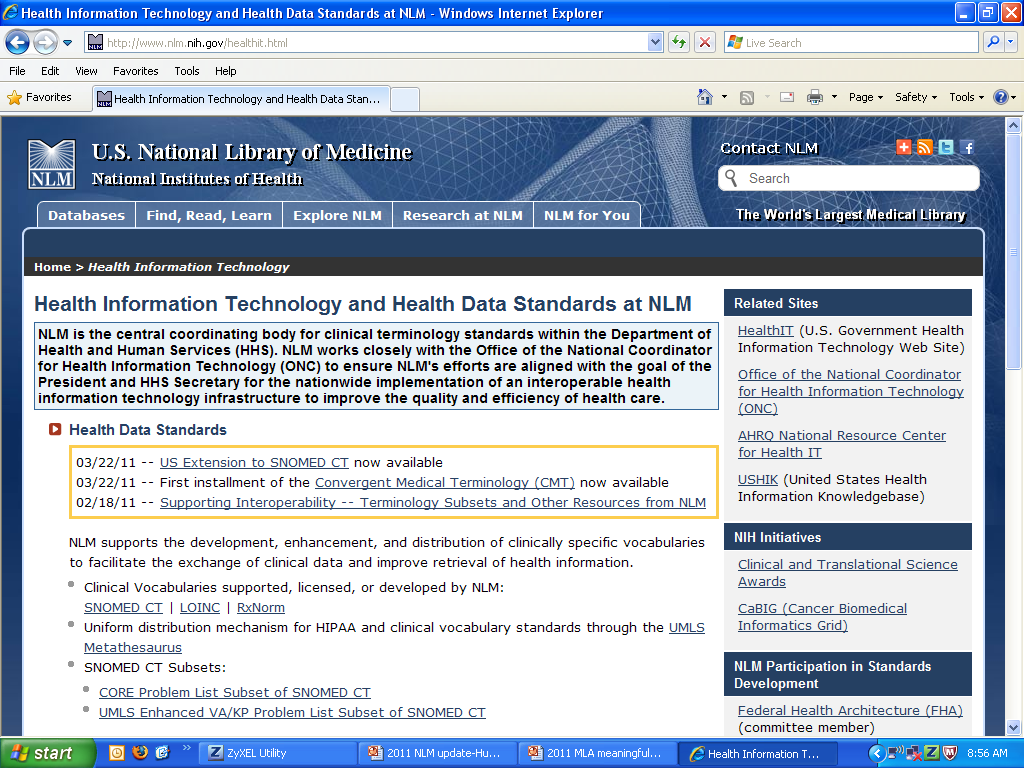 Health Information Technology and Health Data Standards at NLM - Windows Internet Explorer
http://www.nlm.nih.gov/healthit.html
Live Search
File Edit View Favorites Tools Help
Favorites
Health Information Technology and Health Data Stan...
Page Safety Tools
NLM
U.S. National Library of Medicine
National Institutes of Health
Contact NLM
Search
The World's Largest Medical Library
Databases Find, Read, Learn Explore NLM Research at NLM NLM for You
Home > Health Information Technology
Health Information Technology and Health Data Standards at NLM
NLM is the central coordinating body for clinical terminology standards within the Department of
Health and Human Services (HHS). NLM works closely with the Office of the National Coordinator
for Health Information Technology (ONC) to ensure NLM's efforts are aligned with the goal of the
President and HHS Secretary for the nationwide implementation of an interoperable health
information technology infrastructure to improve the quality and efficiency of health care.
Health Data Standards
03/22/11 -- US Extension to SNOMED CT now available
03/22/11 -- First installment of the Convergent Medical Terminology (CMT) now available
02/18/11 -- Supporting Interoperability -- Terminology Subsets and Other Resources from NLM
NLM supports the development, enhancement, and distribution of clinically specific vocabularies
to facilitate the exchange of clinical data and improve retrieval of health information.
Clinical Vocabularies supported, licensed, or developed by NLM:
SNOMED CT | LOINC | RxNorm
Uniform distribution mechanism for HIPAA and clinical vocabulary standards through the UMLS
Metathesaurus
SNOMED CT Subsets:
CORE Problem List Subset of SNOMED CT
UMLS Enhanced VA/KP Problem List Subset of SNOMED CT
Related Sites
HealthIT (U.S. Government Health
Information Technology Web Site)
Office of the National Coordinator
for Health Information Technology
(ONC)
AHRQ National Resource Center
for Health IT
USHIK (United States Health
Information Knowledgebase)
NIH Initiatives
Clinical and Translational Science
Awards
CaBIG (Cancer Biomedical
Informatics Grid)
NLM Participation in Standards
Development
Federal Health Architecture (FHA)
(committee member)
start
ZyXEL Utility
2011 NLM update-Hu...
2011 MLA meaningful...
Health Information T...
8:56 AM